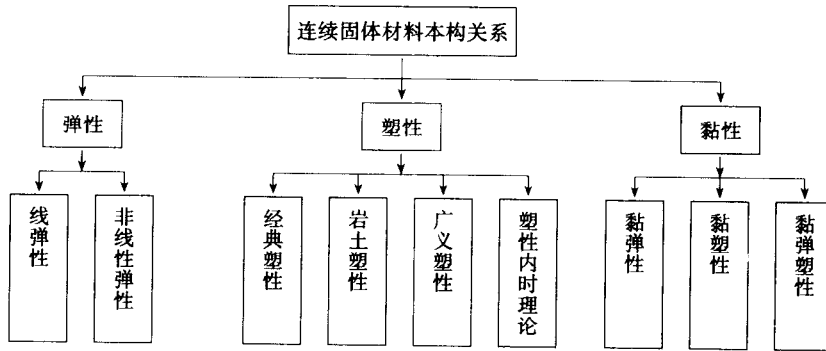 连续固体材料本构关系
弹性
塑性
黏性
线弹性
非线性弹性
经典塑性
岩土塑性
广义塑性
塑性内时理论
黏弹性
黏塑性
黏弹塑性